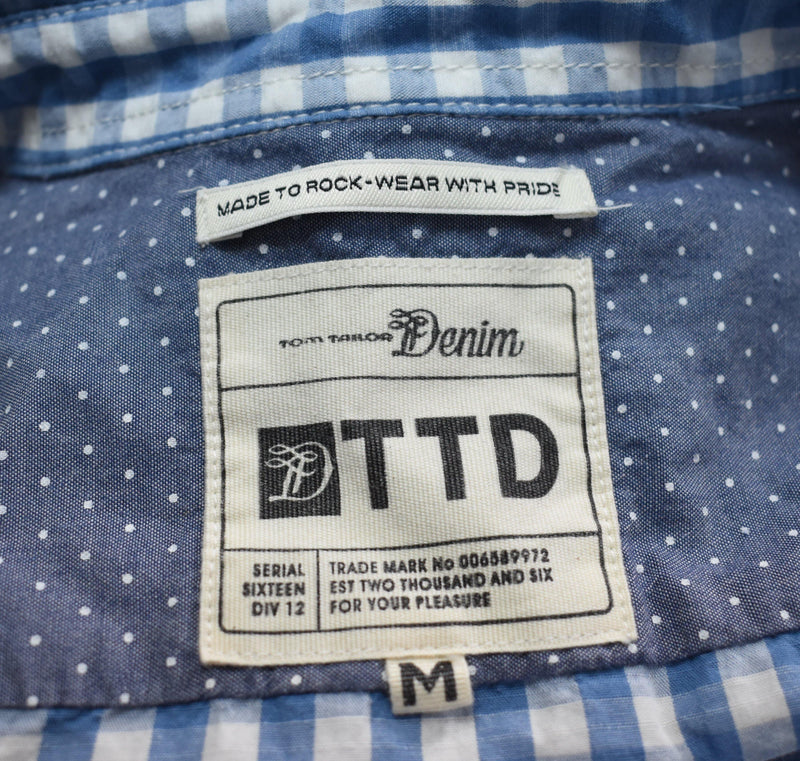 MADE TO ROCK-WEAR WITH PRIDE
TOM TAILOR Denim
D TTD
SERIAL
SIXTEEN
DIV 12
TRADE MARK No 006589972
EST TWO THOUSAND AND SIX
FOR YOUR PLEASURE
M